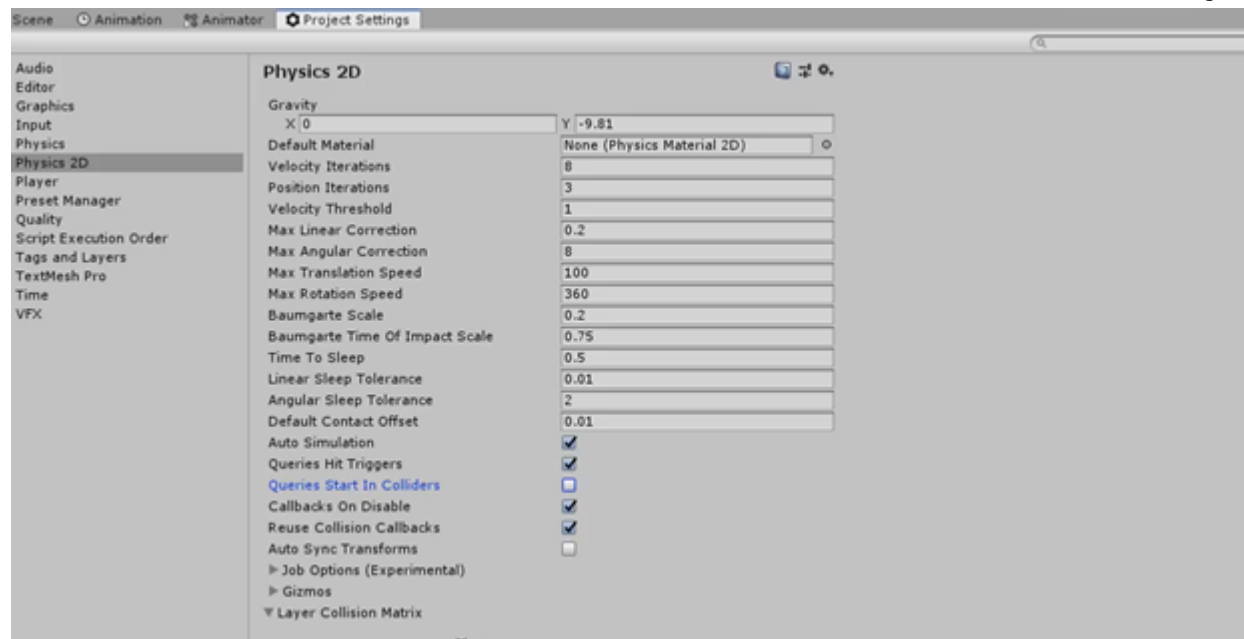 Scene Animation Animator Project Settings
Audio
Editor
Graphics
Input
Physics
Physics 2D
Player
Preset Manager
Quality
Script Execution Order
Tags and Layers
TextMesh Pro
Time
VFX
Physics 2D
Gravity
X 0 Y -9.81
Default Material None (Physics Material 2D)
Velocity Iterations 8
Position Iterations 3
Velocity Threshold 1
Max Linear Correction 0.2
Max Angular Correction 8
Max Translation Speed 100
Max Rotation Speed 360
Baumgarte Scale 0.2
Baumgarte Time Of Impact Scale 0.75
Time To Sleep 0.5
Linear Sleep Tolerance 0.01
Angular Sleep Tolerance 2
Default Contact Offset 0.01
Auto Simulation
Queries Hit Triggers
Queries Start In Colliders
Callbacks On Disable
Reuse Collision Callbacks
Auto Sync Transforms
Job Options (Experimental)
Gizmos
Layer Collision Matrix